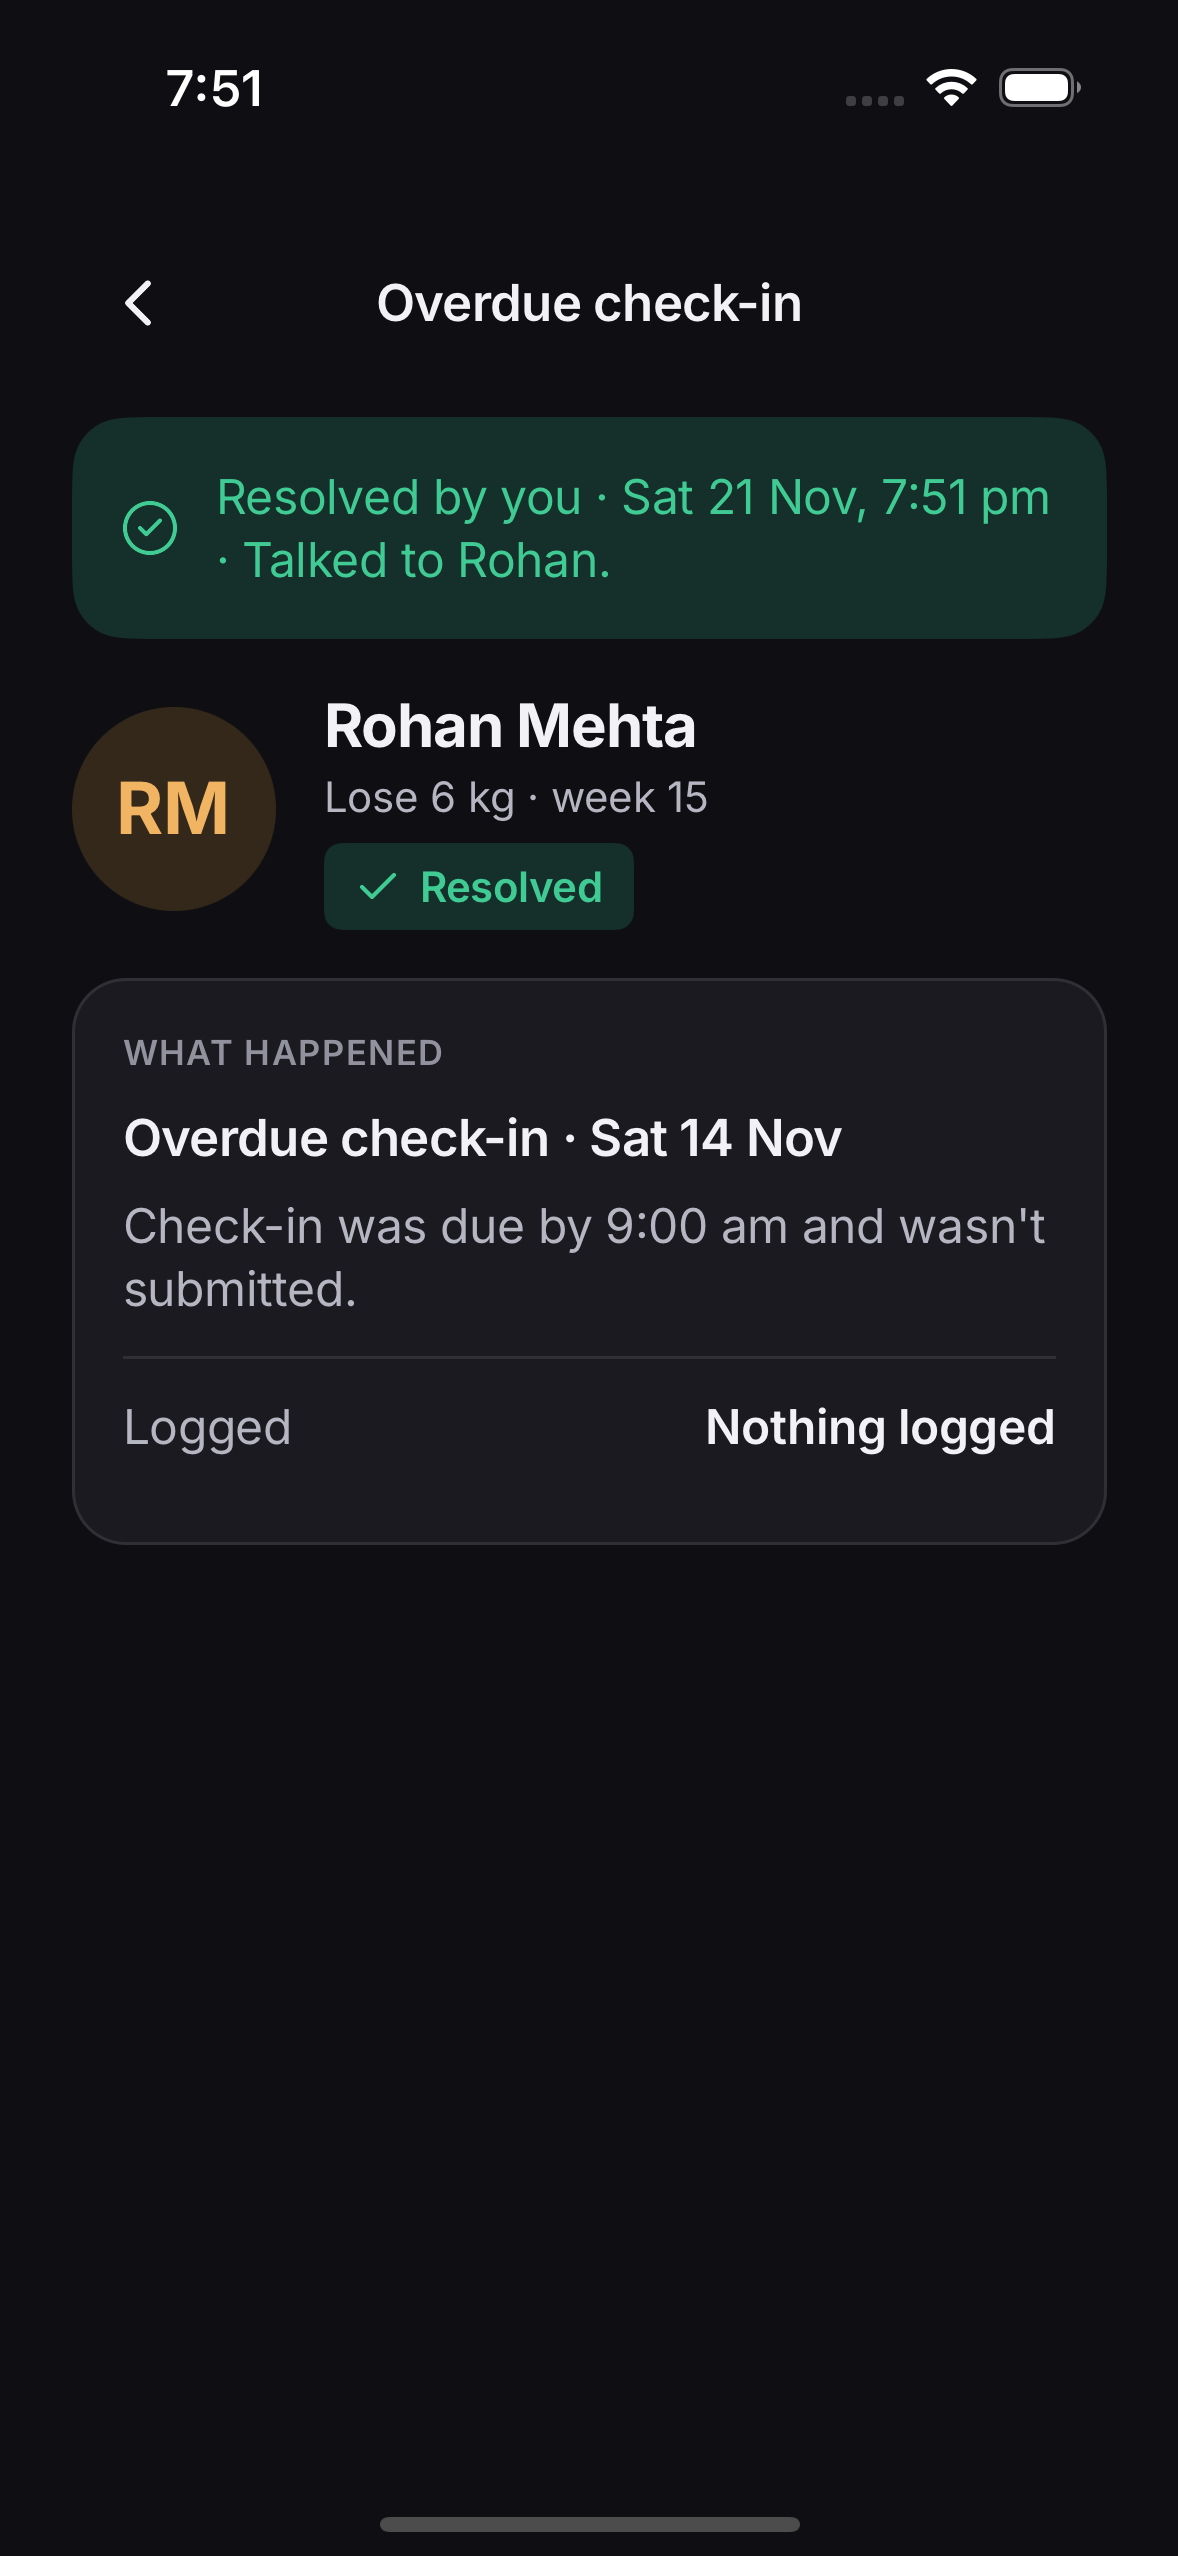 7:51
Overdue check-in
Resolved by you · Sat 21 Nov, 7:51 pm
· Talked to Rohan.
RM
Rohan Mehta
Lose 6 kg · week 15
Resolved
WHAT HAPPENED
Overdue check-in · Sat 14 Nov
Check-in was due by 9:00 am and wasn't
submitted.
Logged Nothing logged